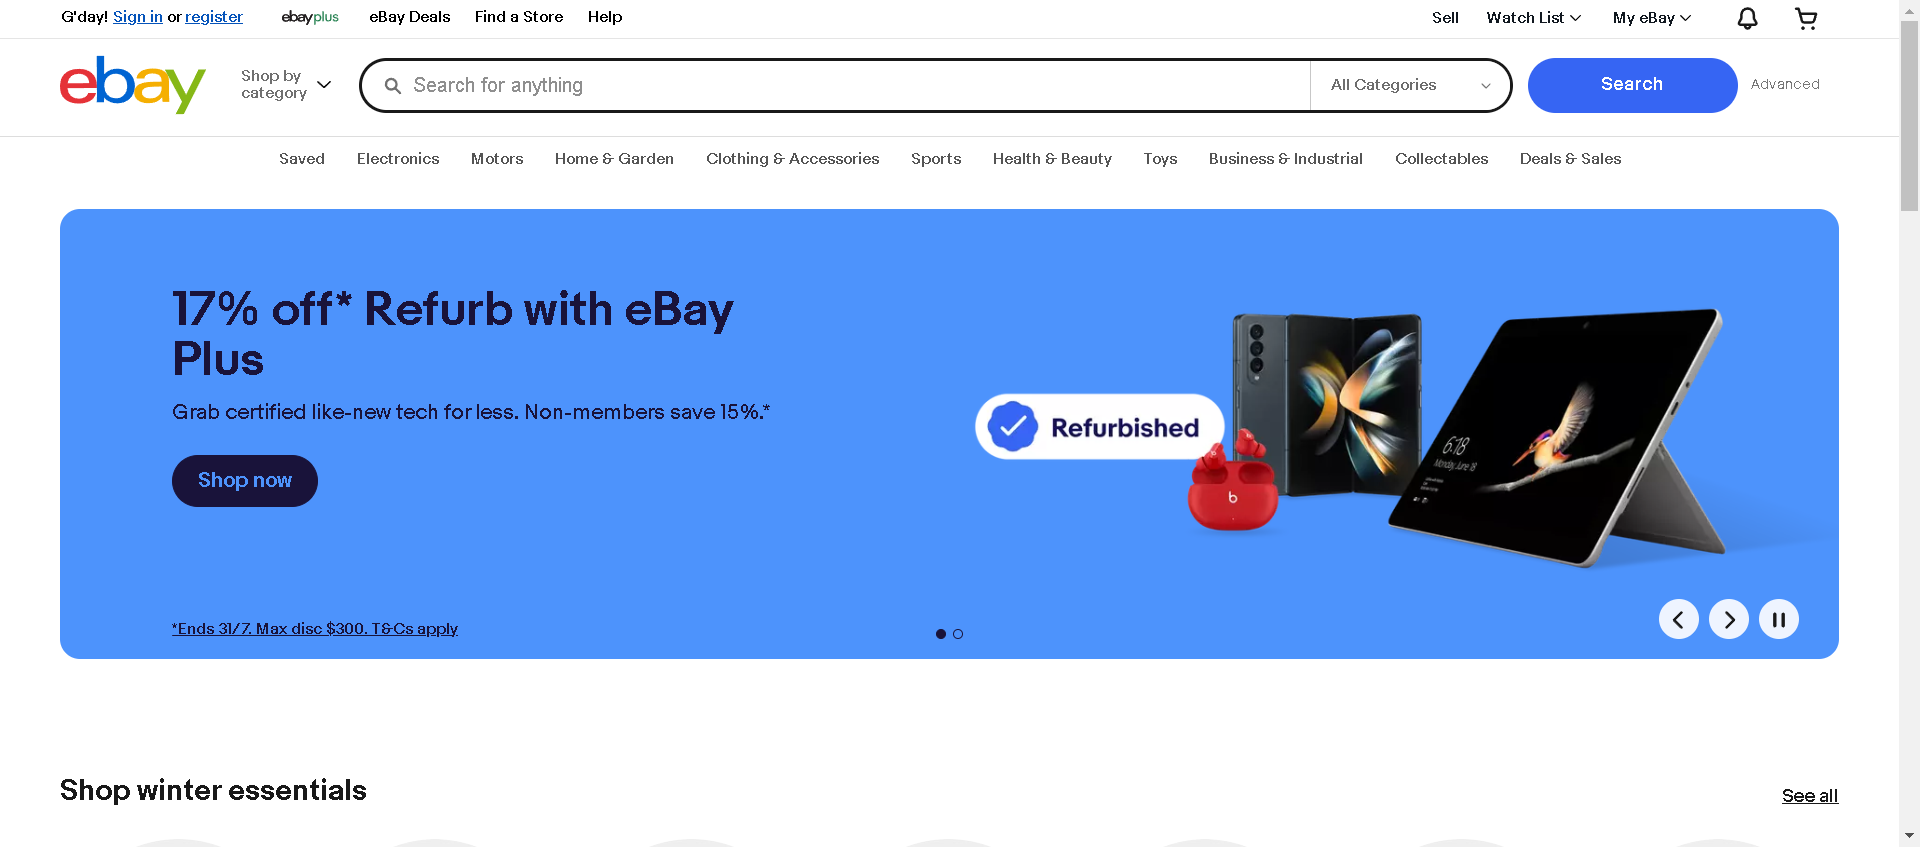 G'day! Sign in or register
ebayplus
eBay Deals
Find a Store
Help
Sell
Watch List
My eBay
ebay
Shop by
category
Search for anything
All Categories
Search
Advanced
Saved
Electronics
Motors
Home & Garden
Clothing & Accessories
Sports
Health & Beauty
Toys
Business & Industrial
Collectables
Deals & Sales
17% off* Refurb with eBay
Plus
Grab certified like-new tech for less. Non-members save 15%.*
Shop now
Refurbished
b
6:18
Monday, June 18
*Ends 31/7. Max disc $300. T&Cs apply
Shop winter essentials
See all